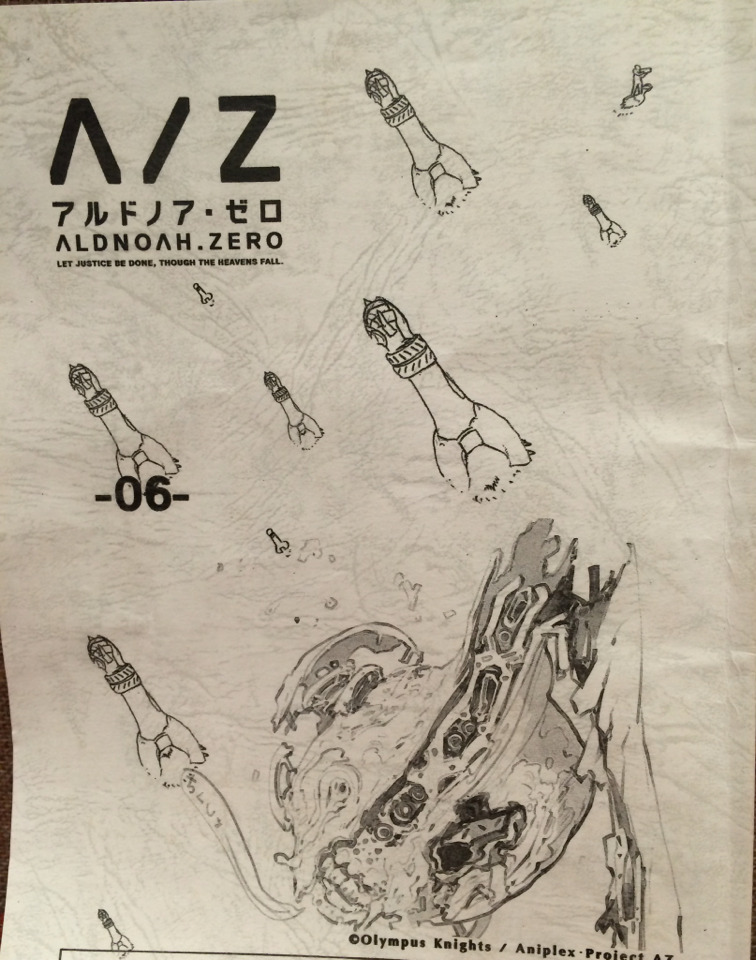 Λ/Z
アルドノア・ゼロ
ΛLDNOΛH.ZERO
LET JUSTICE BE DONE, THOUGH THE HEAVENS FALL.
-06-
©Olympus Knights / Aniplex・Project AZ